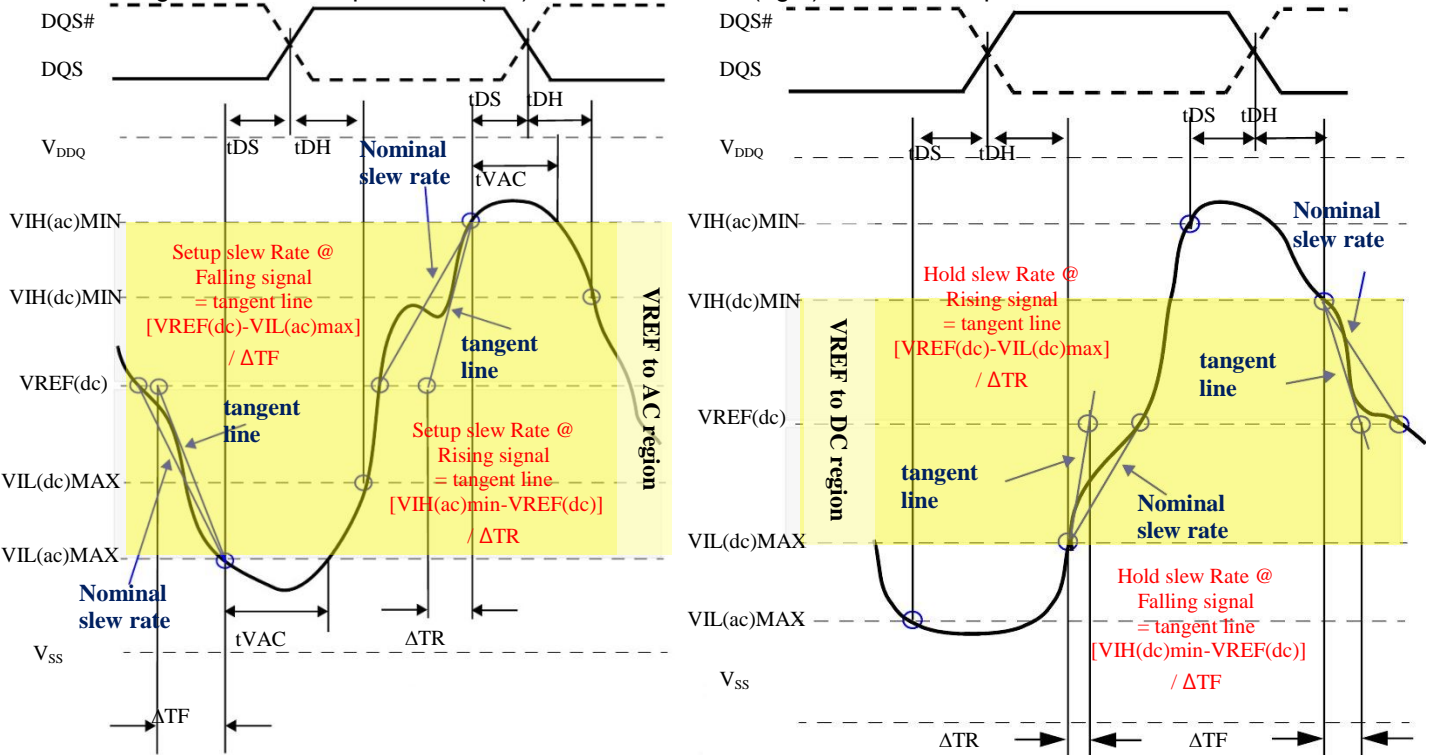 DQS#
DQS
tDS
tDH
tDS
tDH
VDDQ
Nominal
slew rate
tVAC
VIH(ac)MIN
Setup slew Rate @
Falling signal
= tangent line
[VREF(dc)-VIL(ac)max]
/ ΔTF
VIH(dc)MIN
VREF to AC region
tangent
line
VREF(dc)
tangent
line
Setup slew Rate @
Rising signal
= tangent line
[VIH(ac)min-VREF(dc)]
/ ΔTR
VIL(dc)MAX
VIL(ac)MAX
Nominal
slew rate
tVAC
ΔTR
VSS
ΔTF
DQS#
DQS
tDS
tDH
tDS
tDH
VDDQ
VIH(ac)MIN
Nominal
slew rate
Hold slew Rate @
Rising signal
= tangent line
[VREF(dc)-VIL(dc)max]
/ ΔTR
VIH(dc)MIN
VREF to DC region
tangent
line
VREF(dc)
tangent
line
Nominal
slew rate
VIL(dc)MAX
Hold slew Rate @
Falling signal
= tangent line
[VIH(dc)min-VREF(dc)]
/ ΔTF
VIL(ac)MAX
VSS
ΔTR
ΔTF